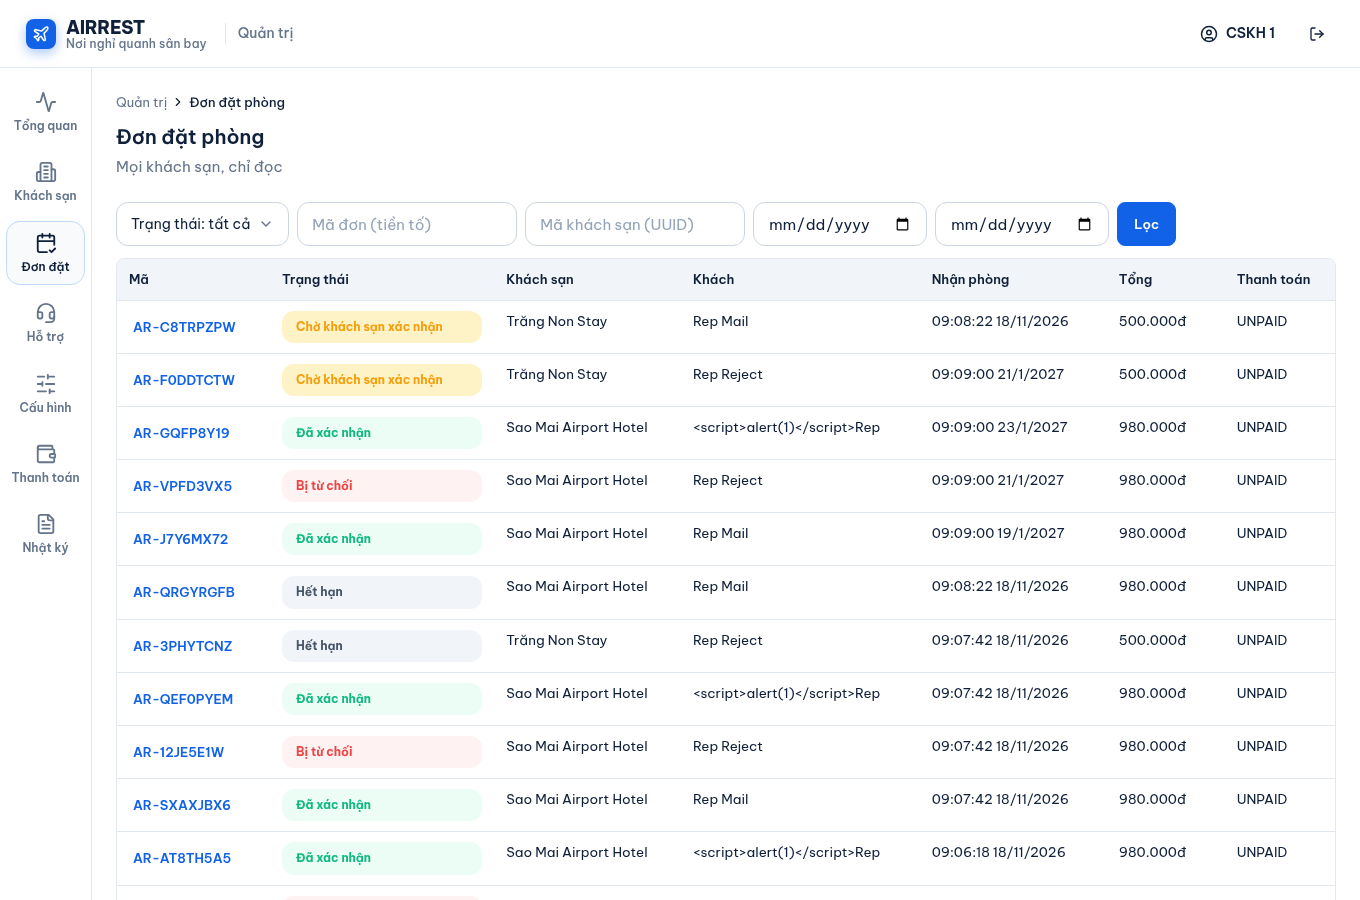 AIRREST
Nơi nghỉ quanh sân bay
Quản trị
CSKH 1
Tổng quan
Khách sạn
Đơn đặt
Hỗ trợ
Cấu hình
Thanh toán
Nhật ký
Quản trị > Đơn đặt phòng
Đơn đặt phòng
Mọi khách sạn, chỉ đọc
Trạng thái: tất cả Mã đơn (tiền tố) Mã khách sạn (UUID) mm/dd/yyyy mm/dd/yyyy Lọc
Mã Trạng thái Khách sạn Khách Nhận phòng Tổng Thanh toán
AR-C8TRPZPW Chờ khách sạn xác nhận Trăng Non Stay Rep Mail 09:08:22 18/11/2026 500.000đ UNPAID
AR-F0DDTCTW Chờ khách sạn xác nhận Trăng Non Stay Rep Reject 09:09:00 21/1/2027 500.000đ UNPAID
AR-GQFP8Y19 Đã xác nhận Sao Mai Airport Hotel <script>alert(1)</script>Rep 09:09:00 23/1/2027 980.000đ UNPAID
AR-VPFD3VX5 Bị từ chối Sao Mai Airport Hotel Rep Reject 09:09:00 21/1/2027 980.000đ UNPAID
AR-J7Y6MX72 Đã xác nhận Sao Mai Airport Hotel Rep Mail 09:09:00 19/1/2027 980.000đ UNPAID
AR-QRGYRGFB Hết hạn Sao Mai Airport Hotel Rep Mail 09:08:22 18/11/2026 980.000đ UNPAID
AR-3PHYTCNZ Hết hạn Trăng Non Stay Rep Reject 09:07:42 18/11/2026 500.000đ UNPAID
AR-QEF0PYEM Đã xác nhận Sao Mai Airport Hotel <script>alert(1)</script>Rep 09:07:42 18/11/2026 980.000đ UNPAID
AR-12JE5E1W Bị từ chối Sao Mai Airport Hotel Rep Reject 09:07:42 18/11/2026 980.000đ UNPAID
AR-SXAXJBX6 Đã xác nhận Sao Mai Airport Hotel Rep Mail 09:07:42 18/11/2026 980.000đ UNPAID
AR-AT8TH5A5 Đã xác nhận Sao Mai Airport Hotel <script>alert(1)</script>Rep 09:06:18 18/11/2026 980.000đ UNPAID